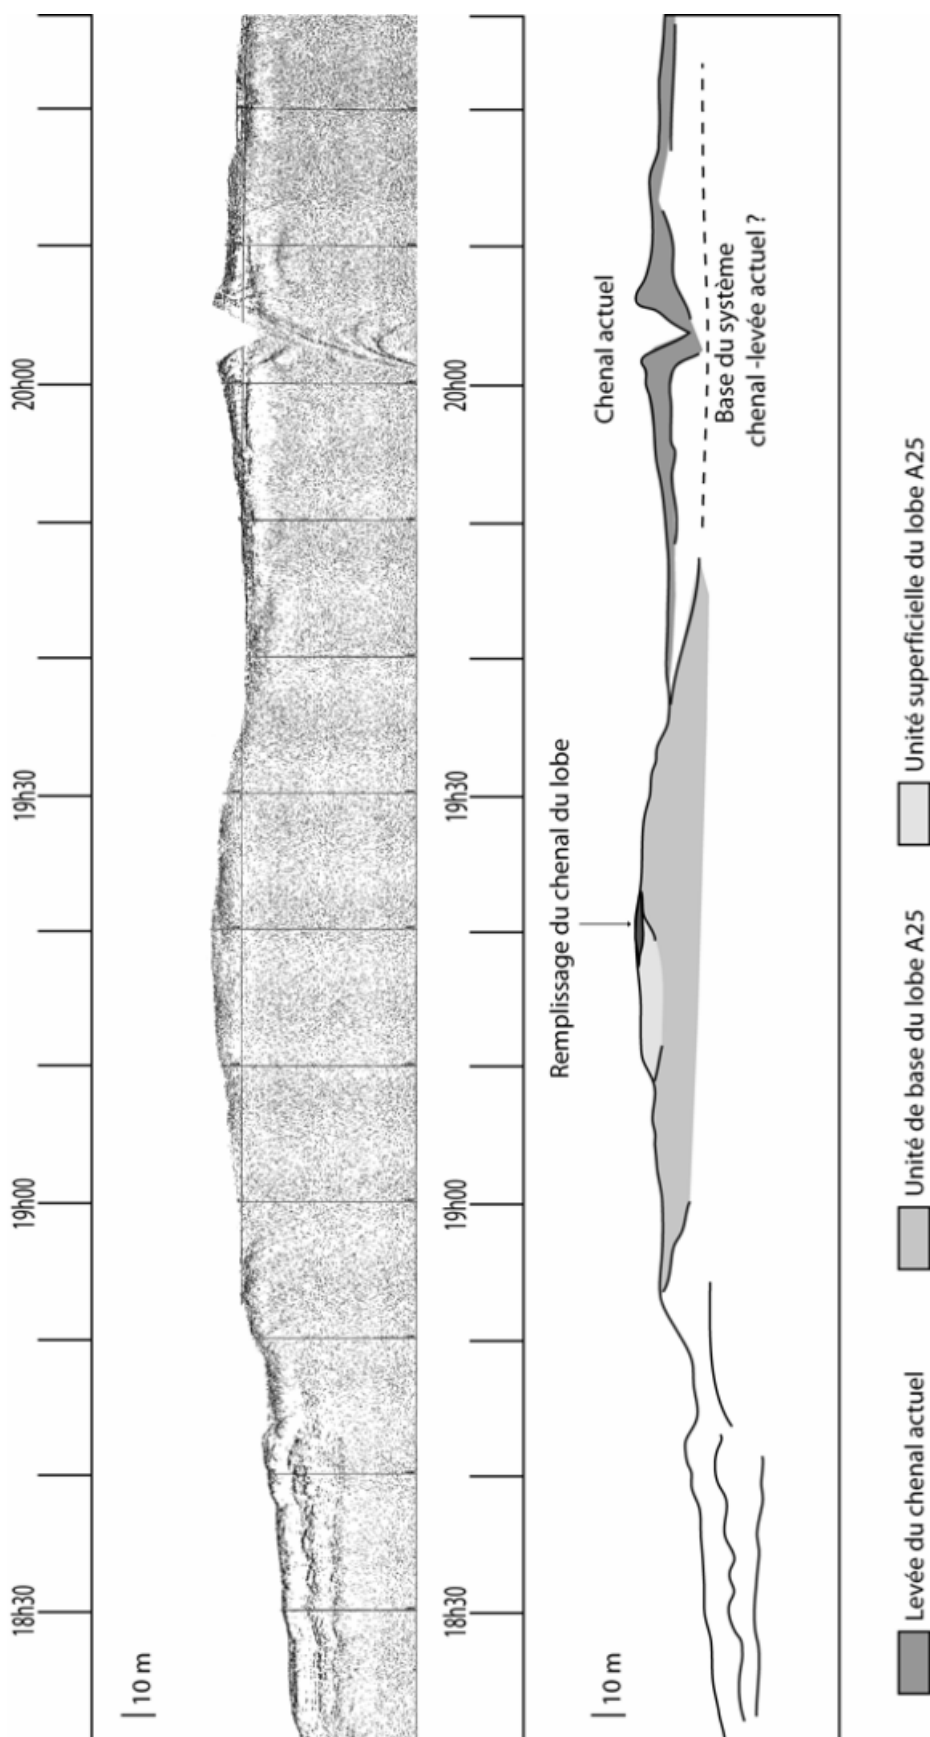 18h30
19h00
19h30
20h00
10 m
18h30
19h00
19h30
20h00
10 m
Remplissage du chenal du lobe
Chenal actuel
Base du système
chenal -levée actuel ?
Levée du chenal actuel
Unité de base du lobe A25
Unité superficielle du lobe A25